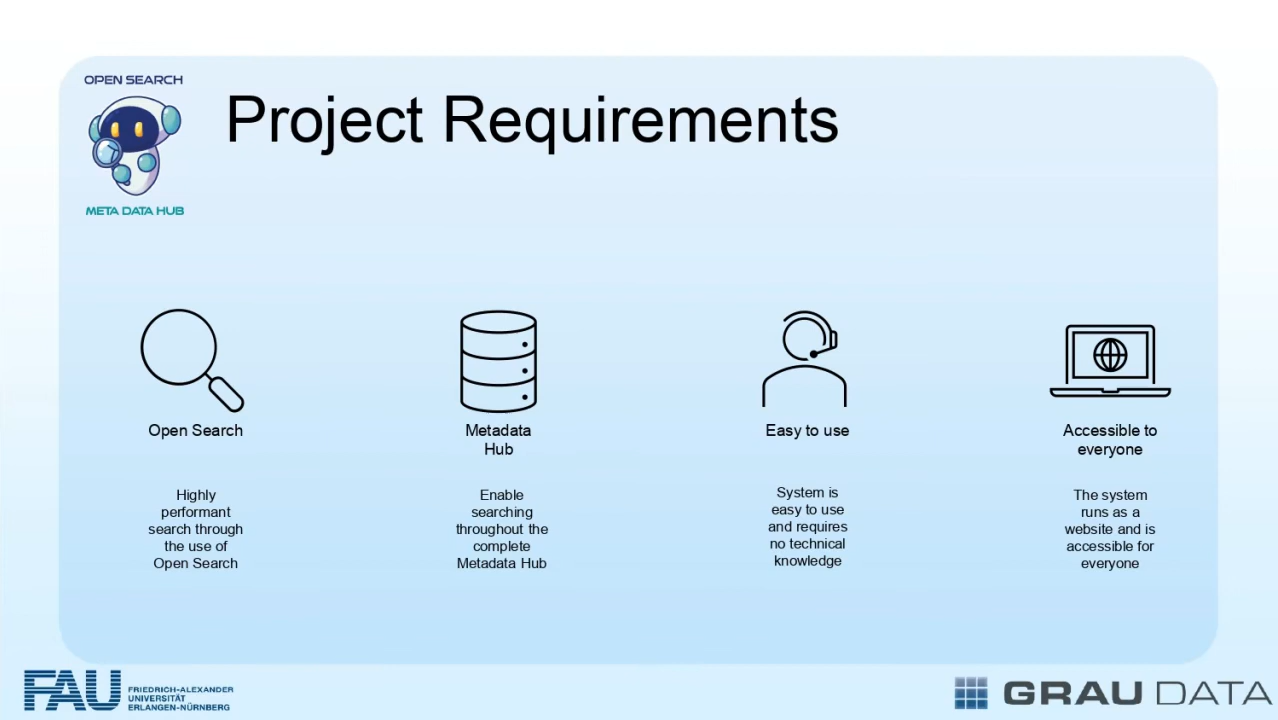 OPEN SEARCH
META DATA HUB
Project Requirements
Open Search
Highly
performant
search through
the use of
Open Search
Metadata
Hub
Enable
searching
throughout the
complete
Metadata Hub
Easy to use
System is
easy to use
and requires
no technical
knowledge
Accessible to
everyone
The system
runs as a
website and is
accessible for
everyone
FAU
FRIEDRICH-ALEXANDER
UNIVERSITÄT
ERLANGEN-NÜRNBERG
GRAU DATA